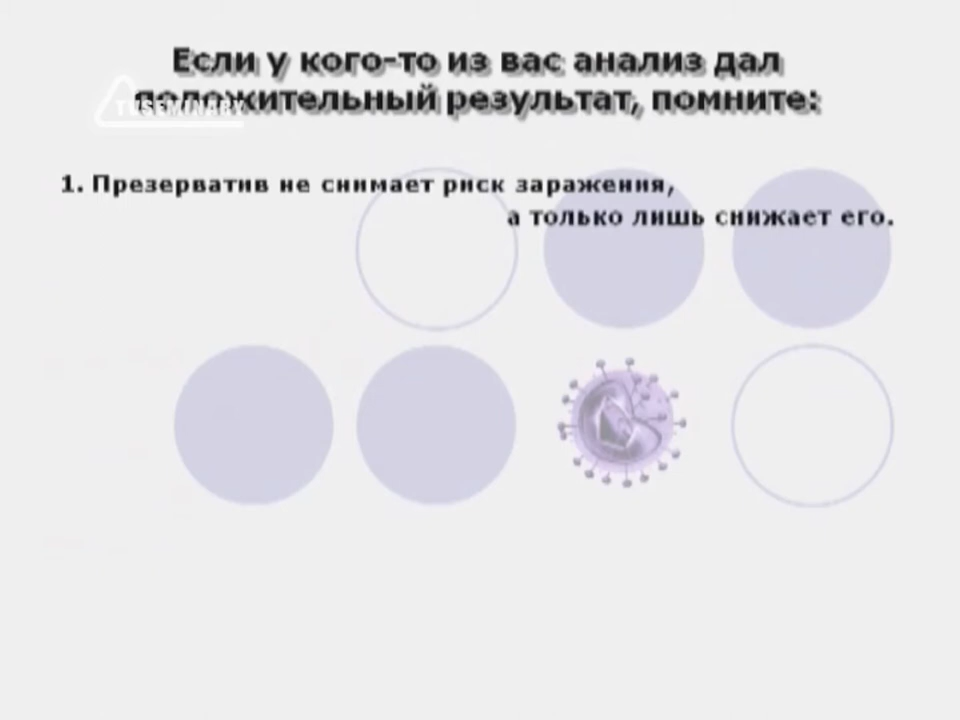 Если у кого-то из вас анализ дал
положительный результат, помните:
TVSEMINARY
1. Презерватив не снимает риск заражения,
а только лишь снижает его.